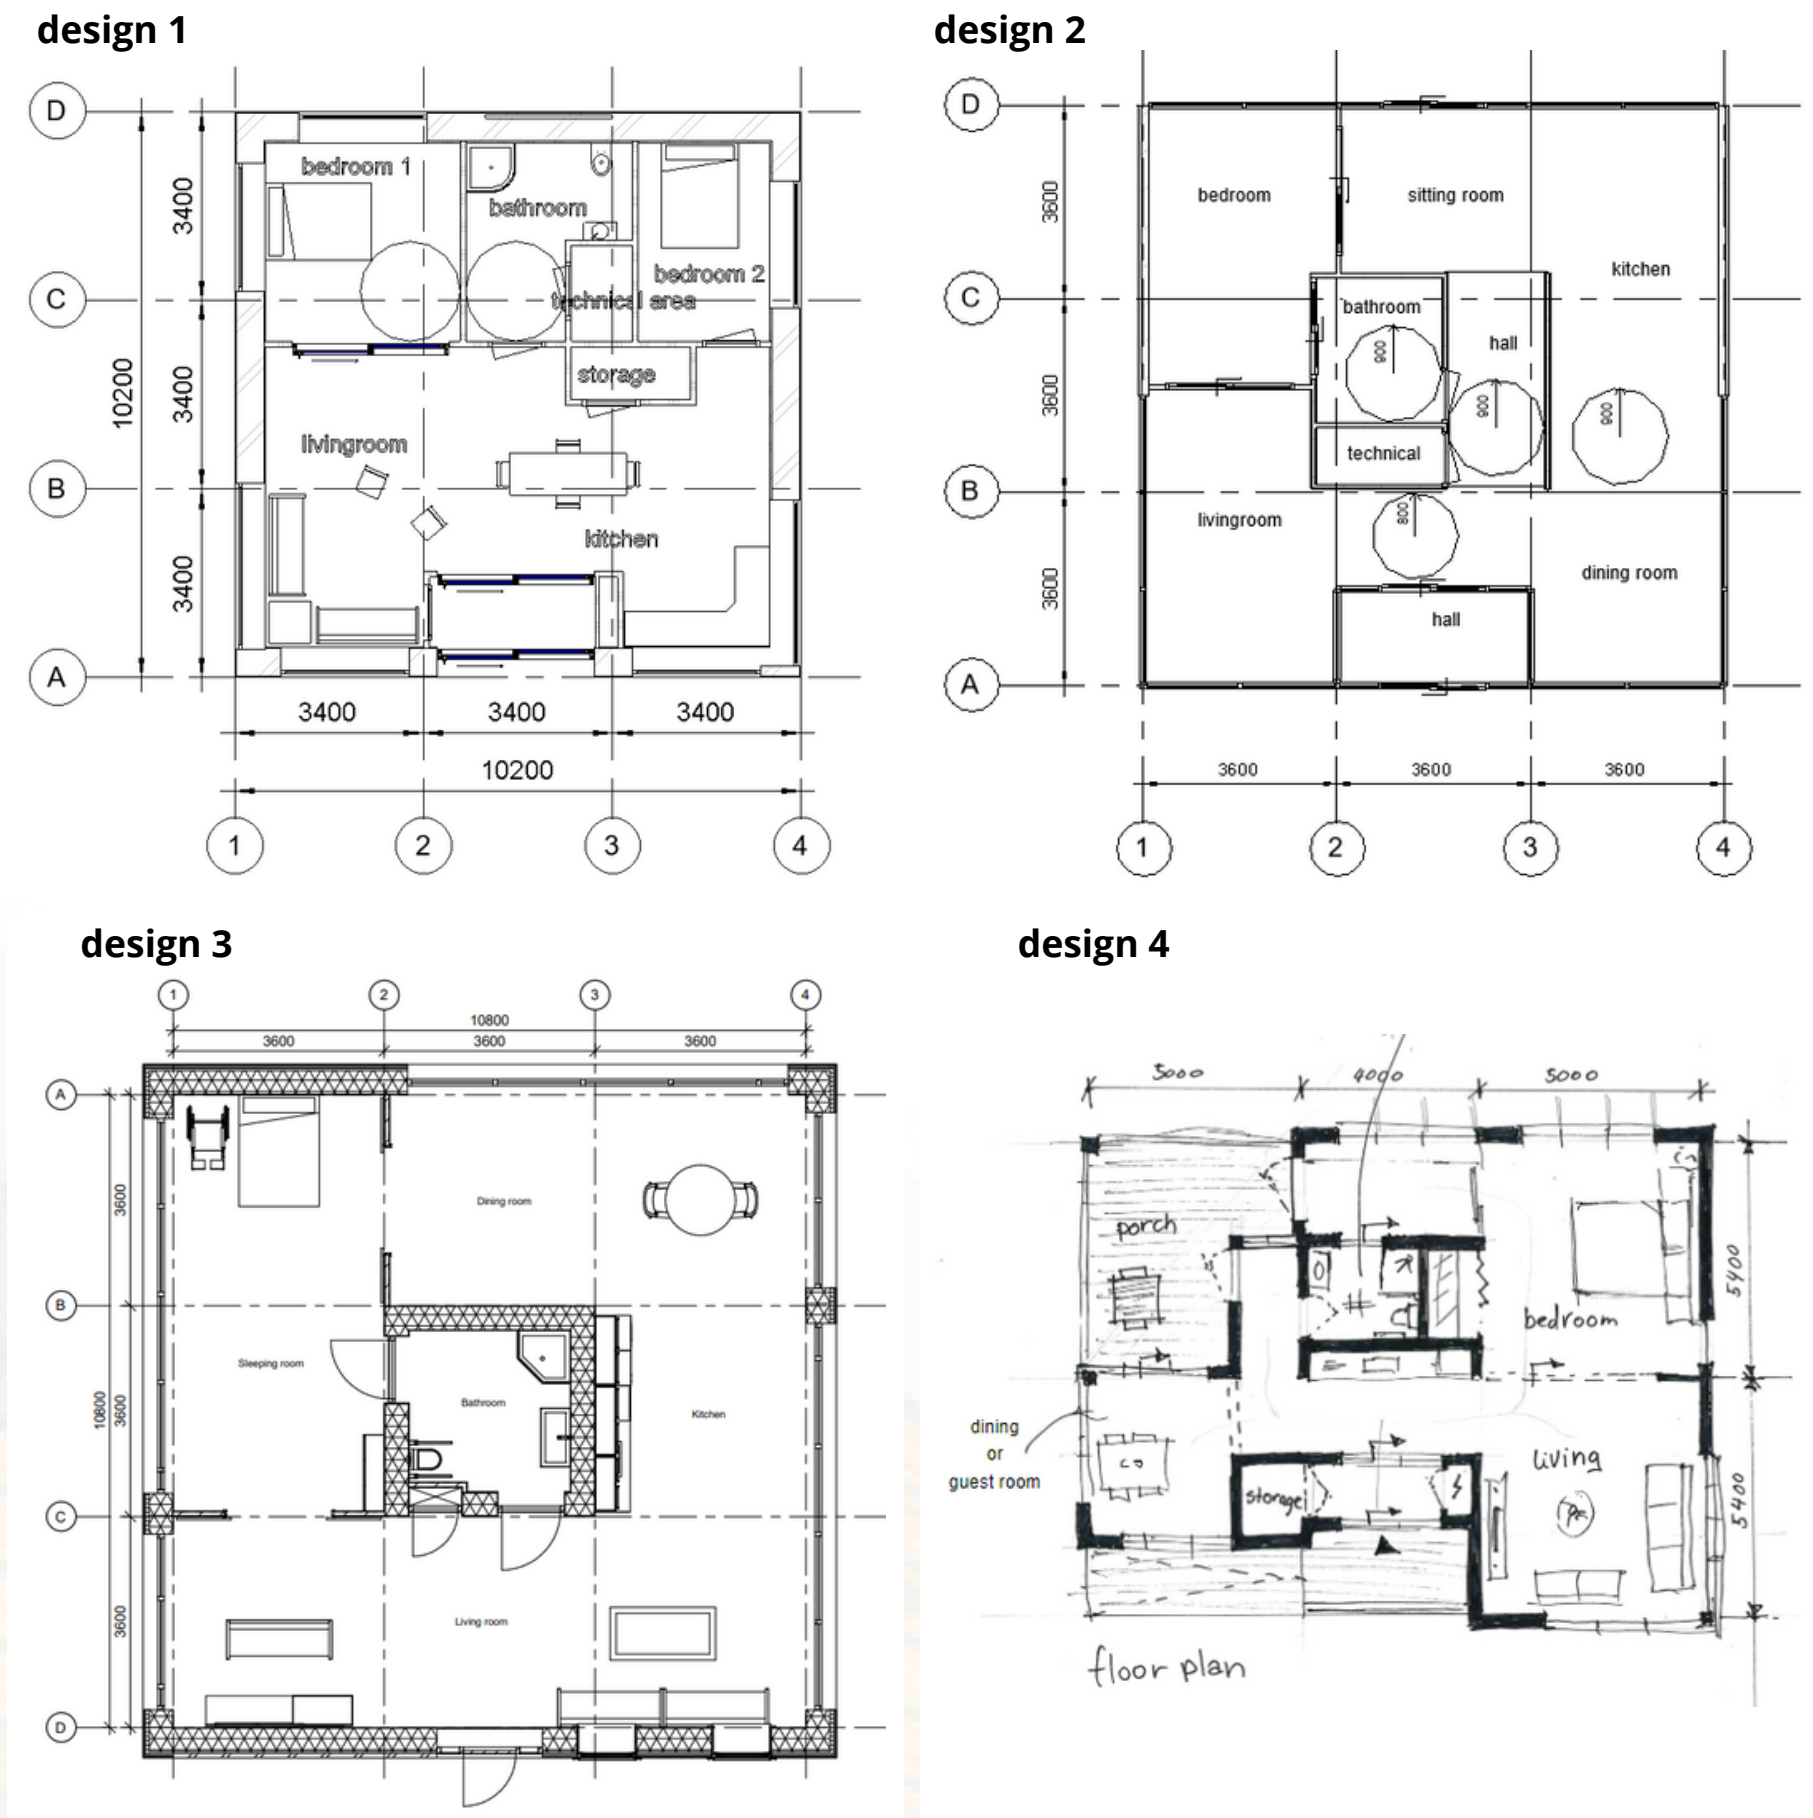 design 1
D
C
B
A
3400
3400
3400
10200
bedroom 1
bathroom
bedroom 2
technical area
storage
livingroom
kitchen
3400
3400
3400
10200
1
2
3
4
design 2
D
C
B
A
3600
3600
3600
bedroom
sitting room
kitchen
bathroom
hall
900
900
900
technical
livingroom
800
dining room
hall
3600
3600
3600
1
2
3
4
design 3
1
2
3
4
10800
3600
3600
3600
A
B
C
D
3600
3600
3600
10800
Dining room
Sleeping room
Bathroom
Kitchen
Living room
design 4
5000
4000
5000
porch
bedroom
5400
dining
or
guest room
living
storage
5400
floor plan